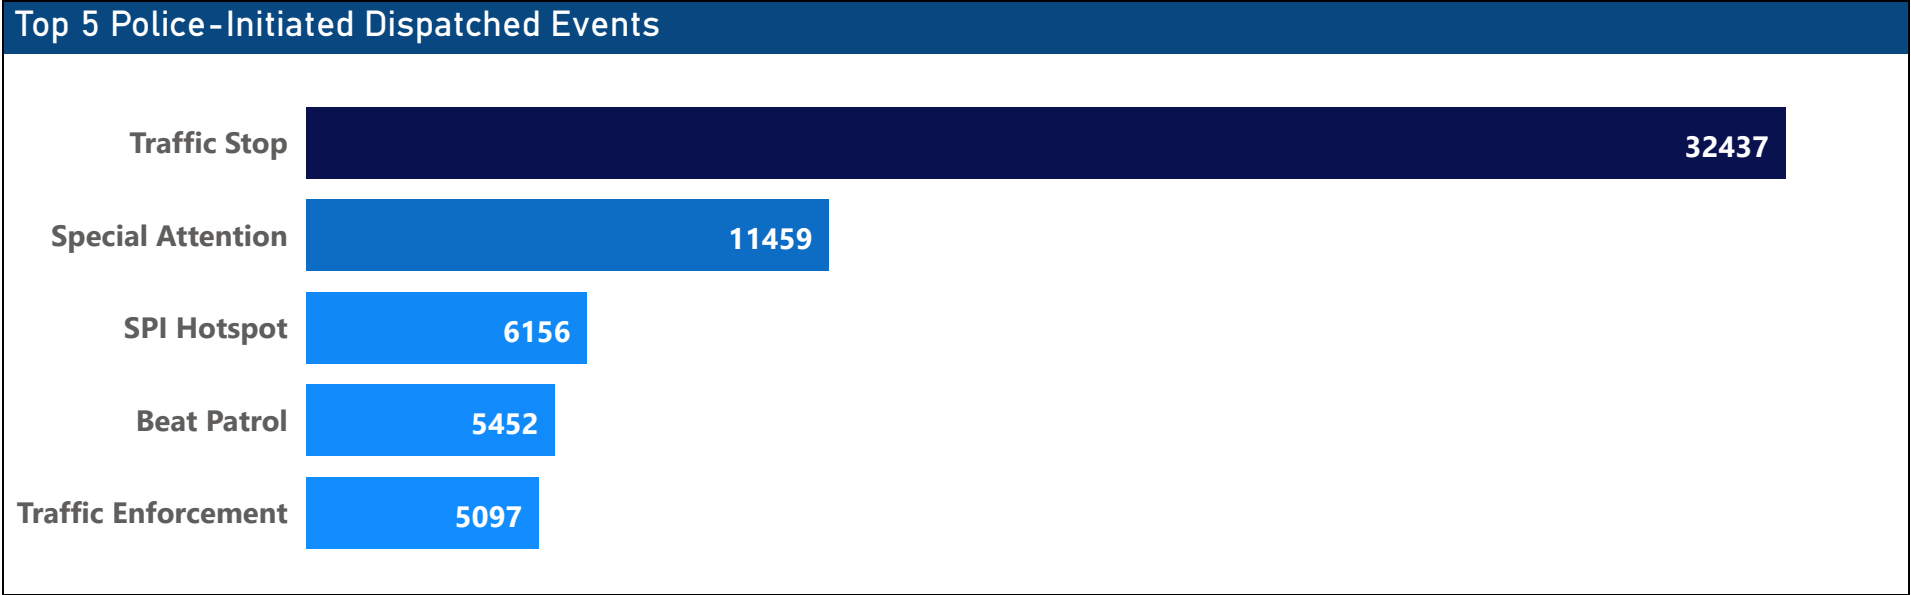 Top 5 Police-Initiated Dispatched Events
Traffic Stop 32437
Special Attention 11459
SPI Hotspot 6156
Beat Patrol 5452
Traffic Enforcement 5097